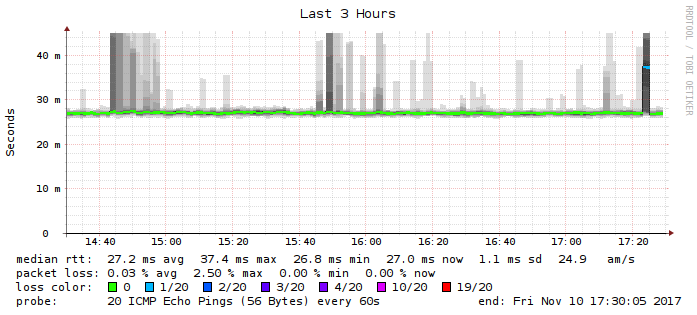 Last 3 Hours
RRDTOOL / TOBI OETIKER
Seconds
40 m
30 m
20 m
10 m
0
14:40 15:00 15:20 15:40 16:00 16:20 16:40 17:00 17:20
median rtt: 27.2 ms avg 37.4 ms max 26.8 ms min 27.0 ms now 1.1 ms sd 24.9 am/s
packet loss: 0.03 % avg 2.50 % max 0.00 % min 0.00 % now
loss color: 0 1/20 2/20 3/20 4/20 10/20 19/20
probe: 20 ICMP Echo Pings (56 Bytes) every 60s end: Fri Nov 10 17:30:05 2017